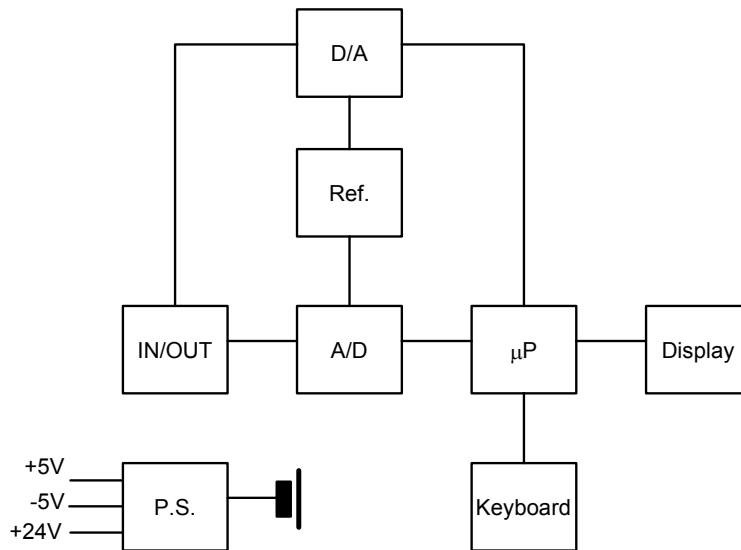 D/A
Ref.
IN/OUT
A/D
μP
Display
+5V
-5V
+24V
P.S.
Keyboard